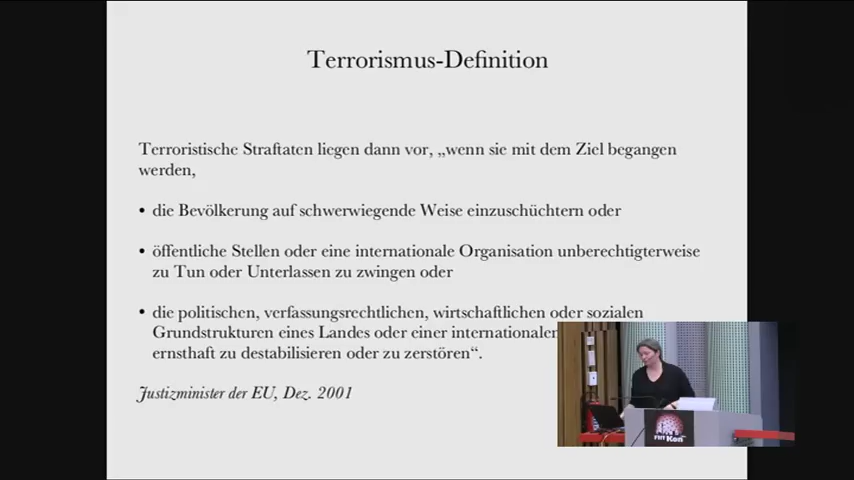 Terrorismus-Definition
Terroristische Straftaten liegen dann vor, „wenn sie mit dem Ziel begangen
werden,
• die Bevölkerung auf schwerwiegende Weise einzuschüchtern oder
• öffentliche Stellen oder eine internationale Organisation unberechtigterweise
zu Tun oder Unterlassen zu zwingen oder
• die politischen, verfassungsrechtlichen, wirtschaftlichen oder sozialen
Grundstrukturen eines Landes oder einer internationalen
ernsthaft zu destabilisieren oder zu zerstören“.
Justizminister der EU, Dez. 2001
FIfF
Kon